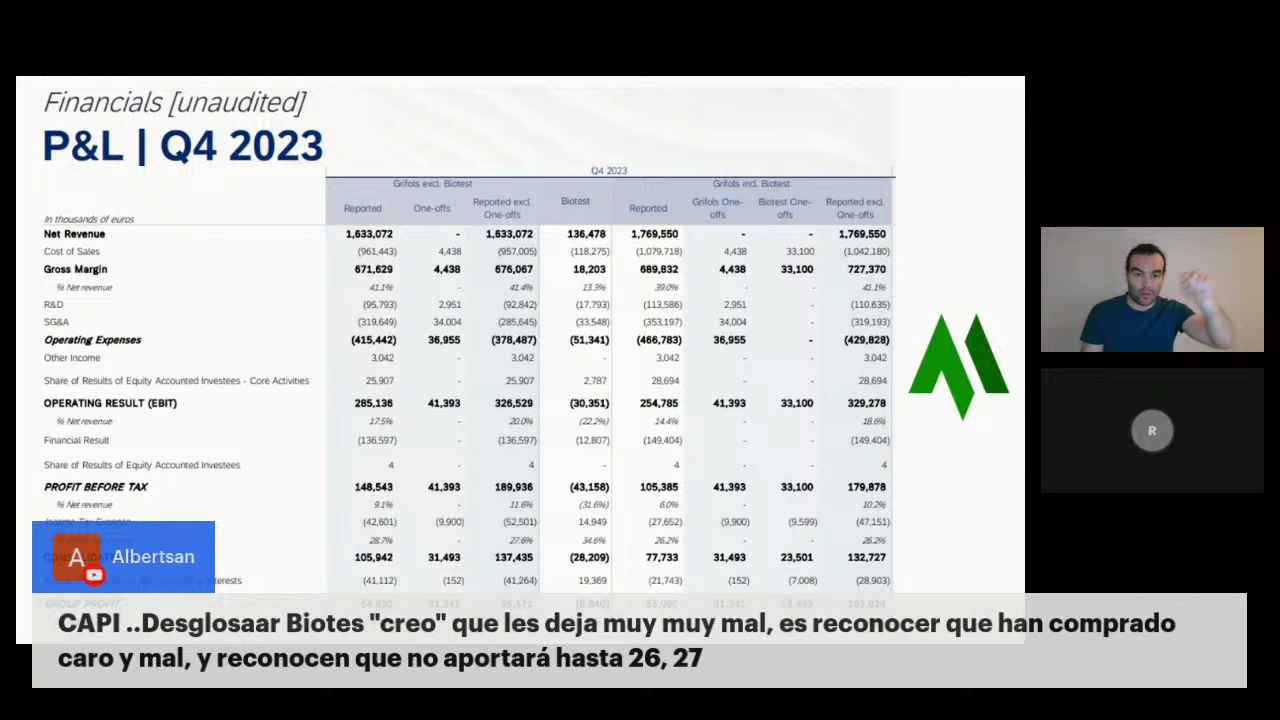 Financials [unaudited]
P&L | Q4 2023
Q4 2023
Grifols excl. Biotest Grifols incl. Biotest
In thousands of euros Reported One-offs Reported excl. One-offs Biotest Reported Grifols One-offs Biotest One-offs Reported excl. One-offs
Net Revenue 1,633,072 - 1,633,072 136,478 1,769,550 - - 1,769,550
Cost of Sales (961,443) 4,438 (957,005) (118,275) (1,079,718) 4,438 33,100 (1,042,180)
Gross Margin 671,629 4,438 676,067 18,203 689,832 4,438 33,100 727,370
% Net revenue 41.1% - 41.4% 13.3% 39.0% - - 41.1%
R&D (95,793) 2,951 (92,842) (17,793) (113,586) 2,951 - (110,635)
SG&A (319,649) 34,004 (285,645) (33,548) (353,197) 34,004 - (319,193)
Operating Expenses (415,442) 36,955 (378,487) (51,341) (466,783) 36,955 - (429,828)
Other Income 3,042 - 3,042 - 3,042 - - 3,042
Share of Results of Equity Accounted Investees - Core Activities 25,907 - 25,907 2,787 28,694 - - 28,694
OPERATING RESULT (EBIT) 285,136 41,393 326,529 (30,351) 254,785 41,393 33,100 329,278
% Net revenue 17.5% - 20.0% (22.2%) 14.4% - - 18.6%
Financial Result (136,597) - (136,597) (12,807) (149,404) - - (149,404)
Share of Results of Equity Accounted Investees 4 - 4 - 4 - - 4
PROFIT BEFORE TAX 148,543 41,393 189,936 (43,158) 105,385 41,393 33,100 179,878
% Net revenue 9.1% - 11.6% (31.6%) 6.0% - - 10.2%
Income Tax Expense (42,601) (9,900) (52,501) 14,949 (27,652) (9,900) (9,599) (47,151)
28.7% - 27.6% 34.6% 26.2% - - 26.2%
105,942 31,493 137,435 (28,209) 77,733 31,493 23,501 132,727
(41,112) (152) (41,264) 19,369 (21,743) (152) (7,008) (28,903)
GROUP PROFIT
A Albertsan
CAPI ..Desglosaar Biotes "creo" que les deja muy muy mal, es reconocer que han comprado
caro y mal, y reconocen que no aportará hasta 26, 27
R